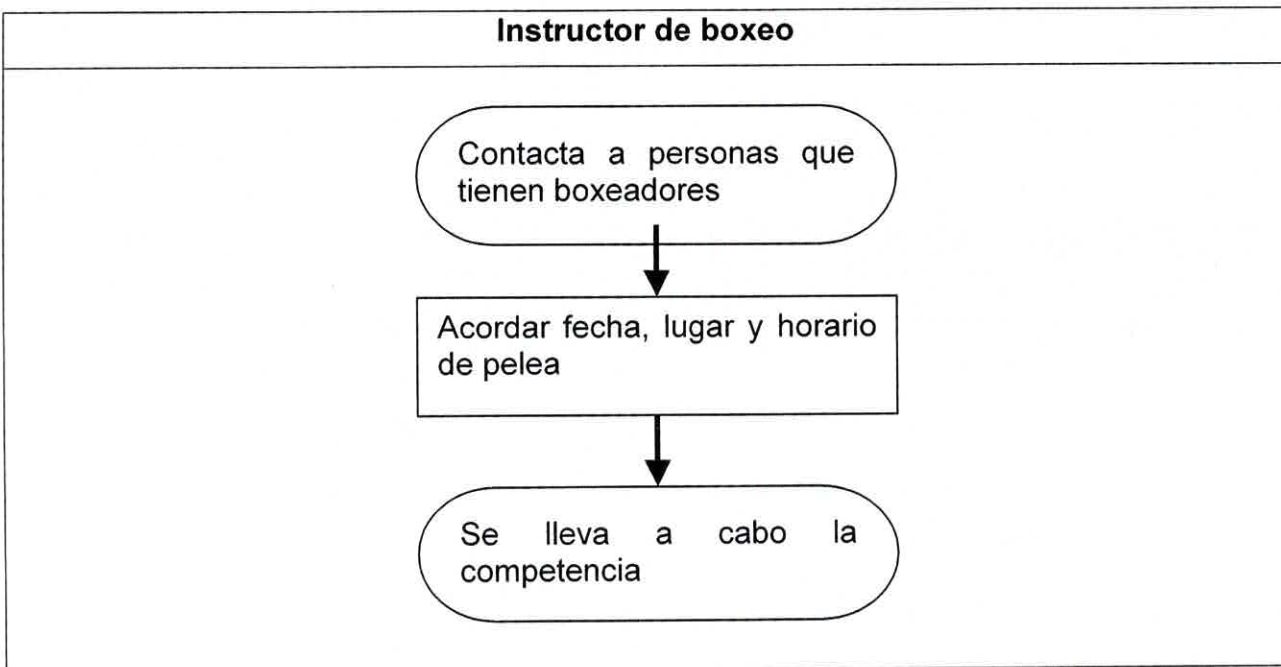 Instructor de boxeo
Contacta a personas que
tienen boxeadores
Acordar fecha, lugar y horario
de pelea
Se lleva a cabo la
competencia